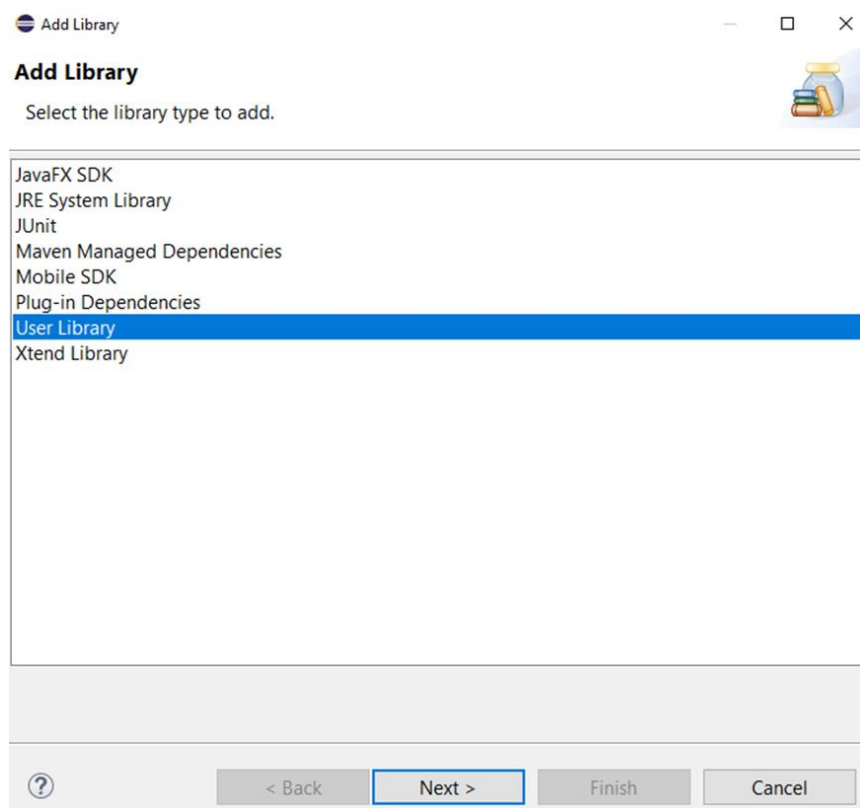 Add Library
Add Library
Select the library type to add.
JavaFX SDK
JRE System Library
JUnit
Maven Managed Dependencies
Mobile SDK
Plug-in Dependencies
User Library
Xtend Library
? < Back Next > Finish Cancel